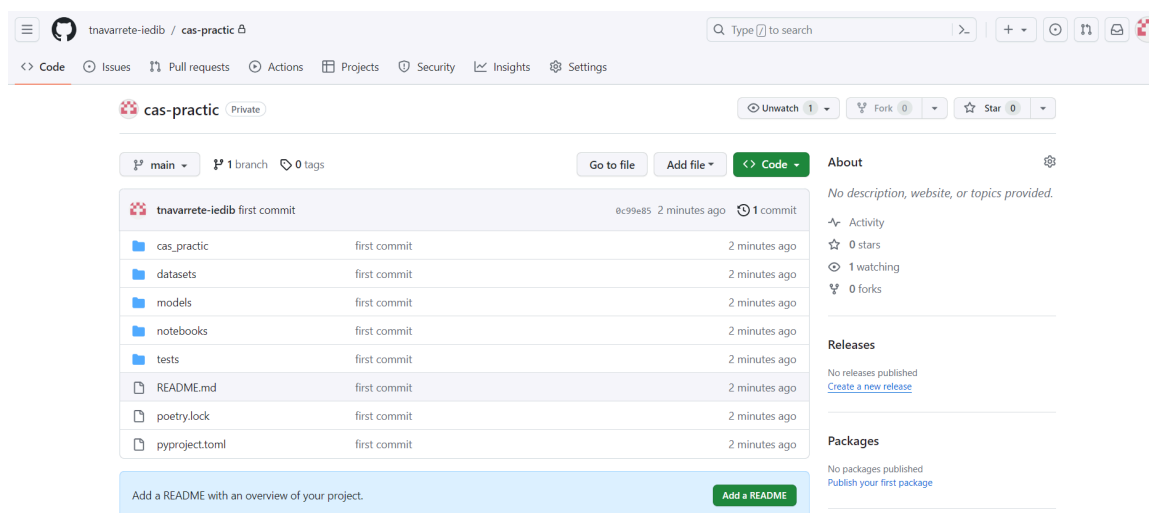 tnavarrete-iedib / cas-practic
Type / to search
Code Issues Pull requests Actions Projects Security Insights Settings
cas-practic Private
Unwatch 1 Fork 0 Star 0
main 1 branch 0 tags Go to file Add file Code
tnavarrete-iedib first commit 0c99e85 2 minutes ago 1 commit
cas_practic first commit 2 minutes ago
datasets first commit 2 minutes ago
models first commit 2 minutes ago
notebooks first commit 2 minutes ago
tests first commit 2 minutes ago
README.md first commit 2 minutes ago
poetry.lock first commit 2 minutes ago
pyproject.toml first commit 2 minutes ago
Add a README with an overview of your project. Add a README
About
No description, website, or topics provided.
Activity
0 stars
1 watching
0 forks
Releases
No releases published
Create a new release
Packages
No packages published
Publish your first package